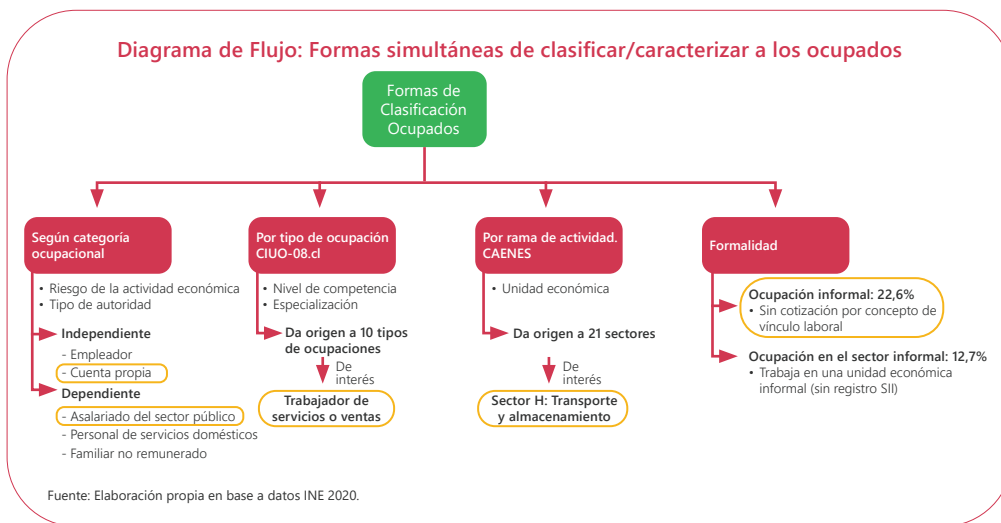 Diagrama de Flujo: Formas simultáneas de clasificar/caracterizar a los ocupados
Formas de
Clasificación
Ocupados
Según categoría
ocupacional
• Riesgo de la actividad económica
• Tipo de autoridad
Independiente
- Empleador
- Cuenta propia
Dependiente
- Asalariado del sector público
- Personal de servicios domésticos
- Familiar no remunerado
Por tipo de ocupación
CIUO-08.cl
• Nivel de competencia
• Especialización
Da origen a 10 tipos
de ocupaciones
De
interés
Trabajador de
servicios o ventas
Por rama de actividad.
CAENES
• Unidad económica
Da origen a 21 sectores
De
interés
Sector H: Transporte
y almacenamiento
Formalidad
Ocupación informal: 22,6%
• Sin cotización por concepto de
vínculo laboral
Ocupación en el sector informal: 12,7%
• Trabaja en una unidad económica
informal (sin registro SII)
Fuente: Elaboración propia en base a datos INE 2020.